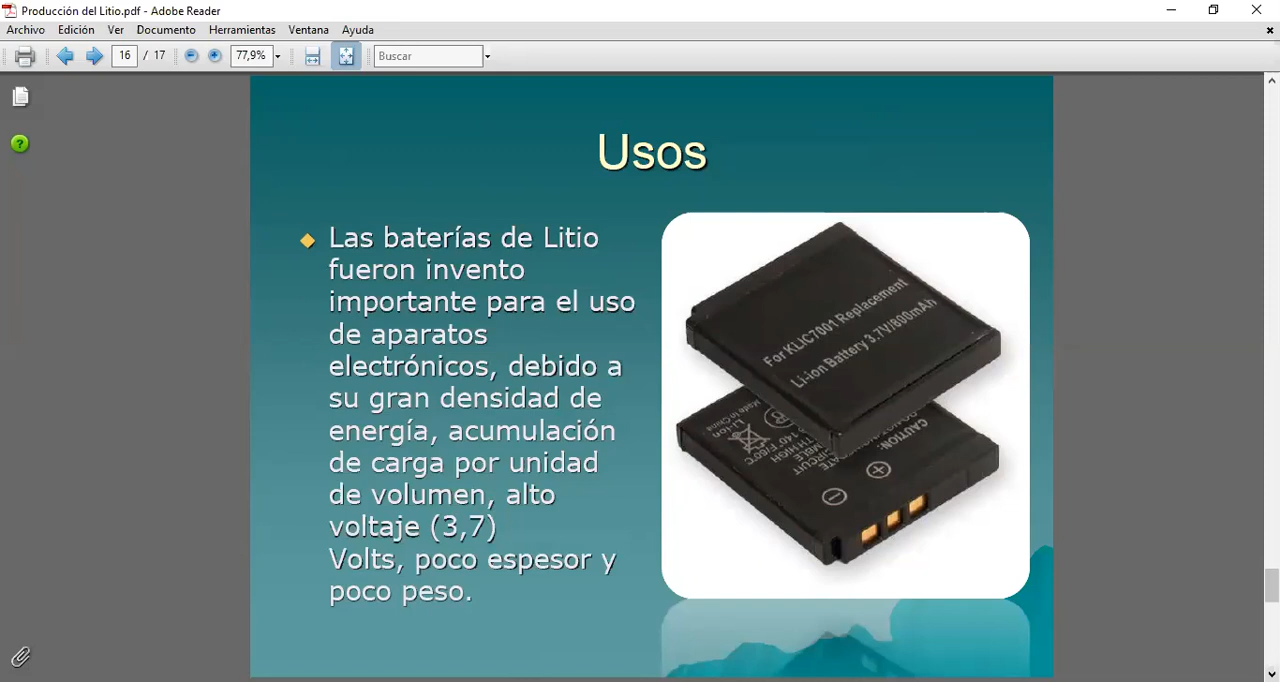 Producción del Litio.pdf - Adobe Reader
Archivo Edición Ver Documento Herramientas Ventana Ayuda
16 / 17 77,9% Buscar
Usos
Las baterías de Litio
fueron invento
importante para el uso
de aparatos
electrónicos, debido a
su gran densidad de
energía, acumulación
de carga por unidad
de volumen, alto
voltaje (3,7)
Volts, poco espesor y
poco peso.
For KLIC7001 Replacement
Li-ion Battery 3.7V/800mAh
Made in China
Li-ion
CAUTION:
140°F/60°C
CIRCUIT